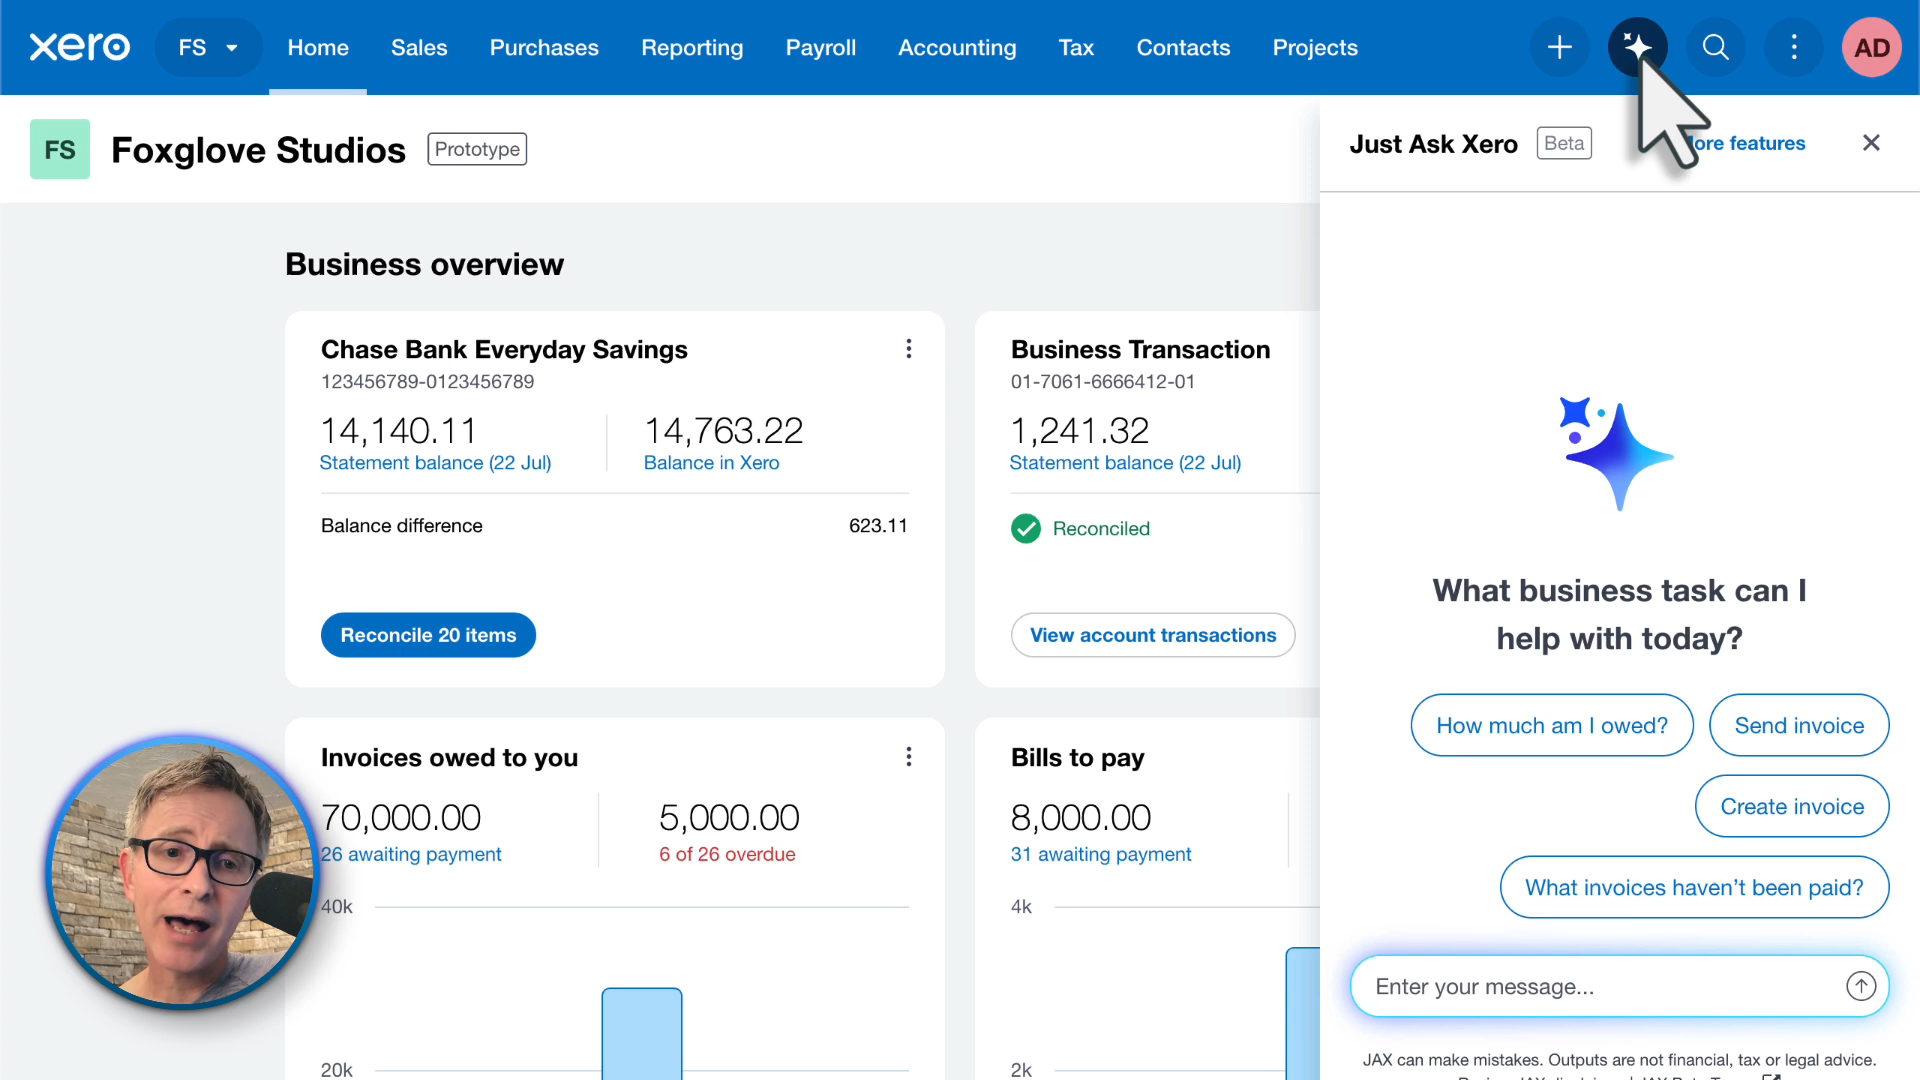 xero FS Home Sales Purchases Reporting Payroll Accounting Tax Contacts Projects AD
FS Foxglove Studios Prototype
Just Ask Xero Beta features
Business overview
Chase Bank Everyday Savings
123456789-0123456789
14,140.11 14,763.22
Statement balance (22 Jul) Balance in Xero
Balance difference 623.11
Reconcile 20 items
Business Transaction
01-7061-6666412-01
1,241.32
Statement balance (22 Jul)
Reconciled
View account transactions
Invoices owed to you
70,000.00 5,000.00
26 awaiting payment 6 of 26 overdue
40k
20k
Bills to pay
8,000.00
31 awaiting payment
4k
2k
What business task can I
help with today?
How much am I owed? Send invoice
Create invoice
What invoices haven’t been paid?
Enter your message...
JAX can make mistakes. Outputs are not financial, tax or legal advice.